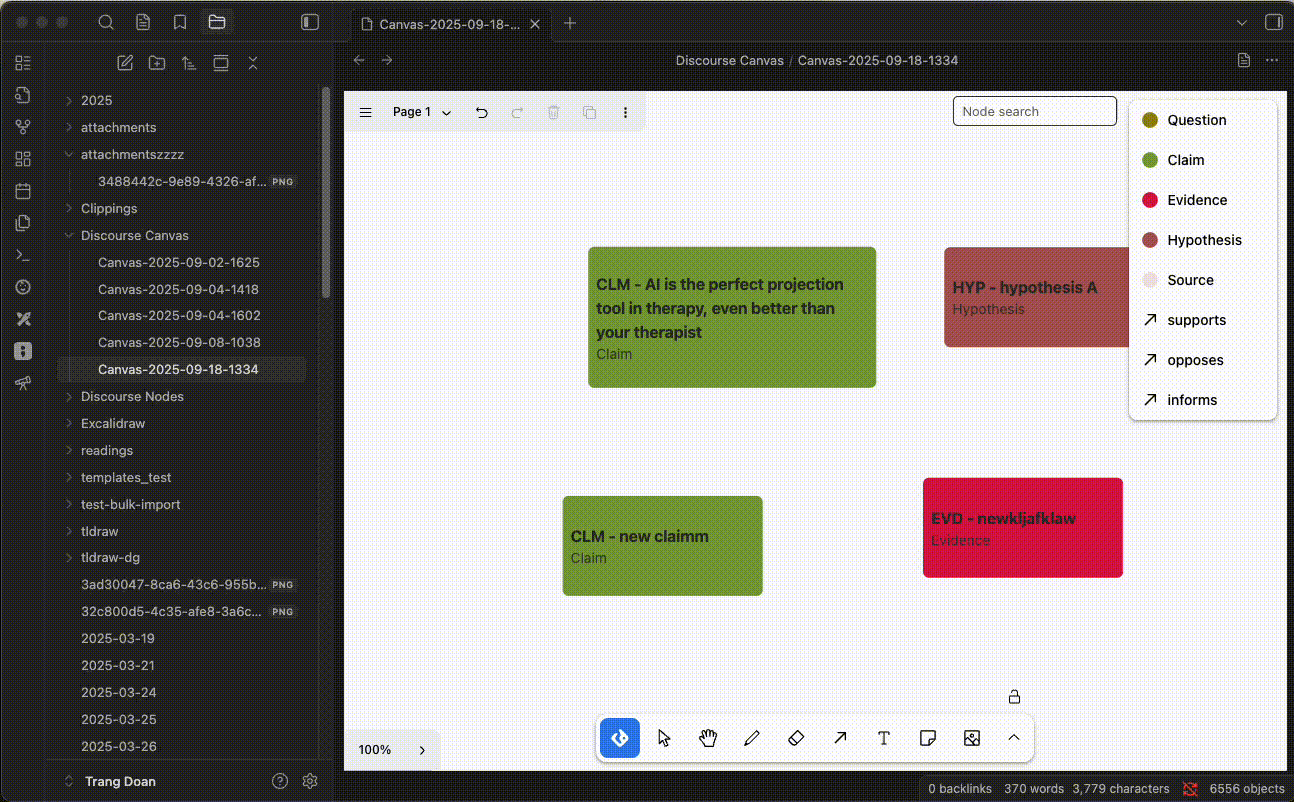 Canvas-2025-09-18-...
Discourse Canvas / Canvas-2025-09-18-1334
2025
attachments
attachmentszzzz
3488442c-9e89-4326-af... PNG
Clippings
Discourse Canvas
Canvas-2025-09-02-1625
Canvas-2025-09-04-1418
Canvas-2025-09-04-1602
Canvas-2025-09-08-1038
Canvas-2025-09-18-1334
Discourse Nodes
Excalidraw
readings
templates_test
test-bulk-import
tldraw
tldraw-dg
3ad30047-8ca6-43c6-955b... PNG
32c800d5-4c35-afe8-3a6c... PNG
2025-03-19
2025-03-21
2025-03-24
2025-03-25
2025-03-26
Trang Doan
Page 1
Node search
Question
Claim
Evidence
Hypothesis
Source
supports
opposes
informs
CLM - AI is the perfect projection
tool in therapy, even better than
your therapist
Claim
HYP - hypothesis A
Hypothesis
CLM - new claimm
Claim
EVD - newkljafklaw
Evidence
100%
0 backlinks 370 words 3,779 characters 6556 objects